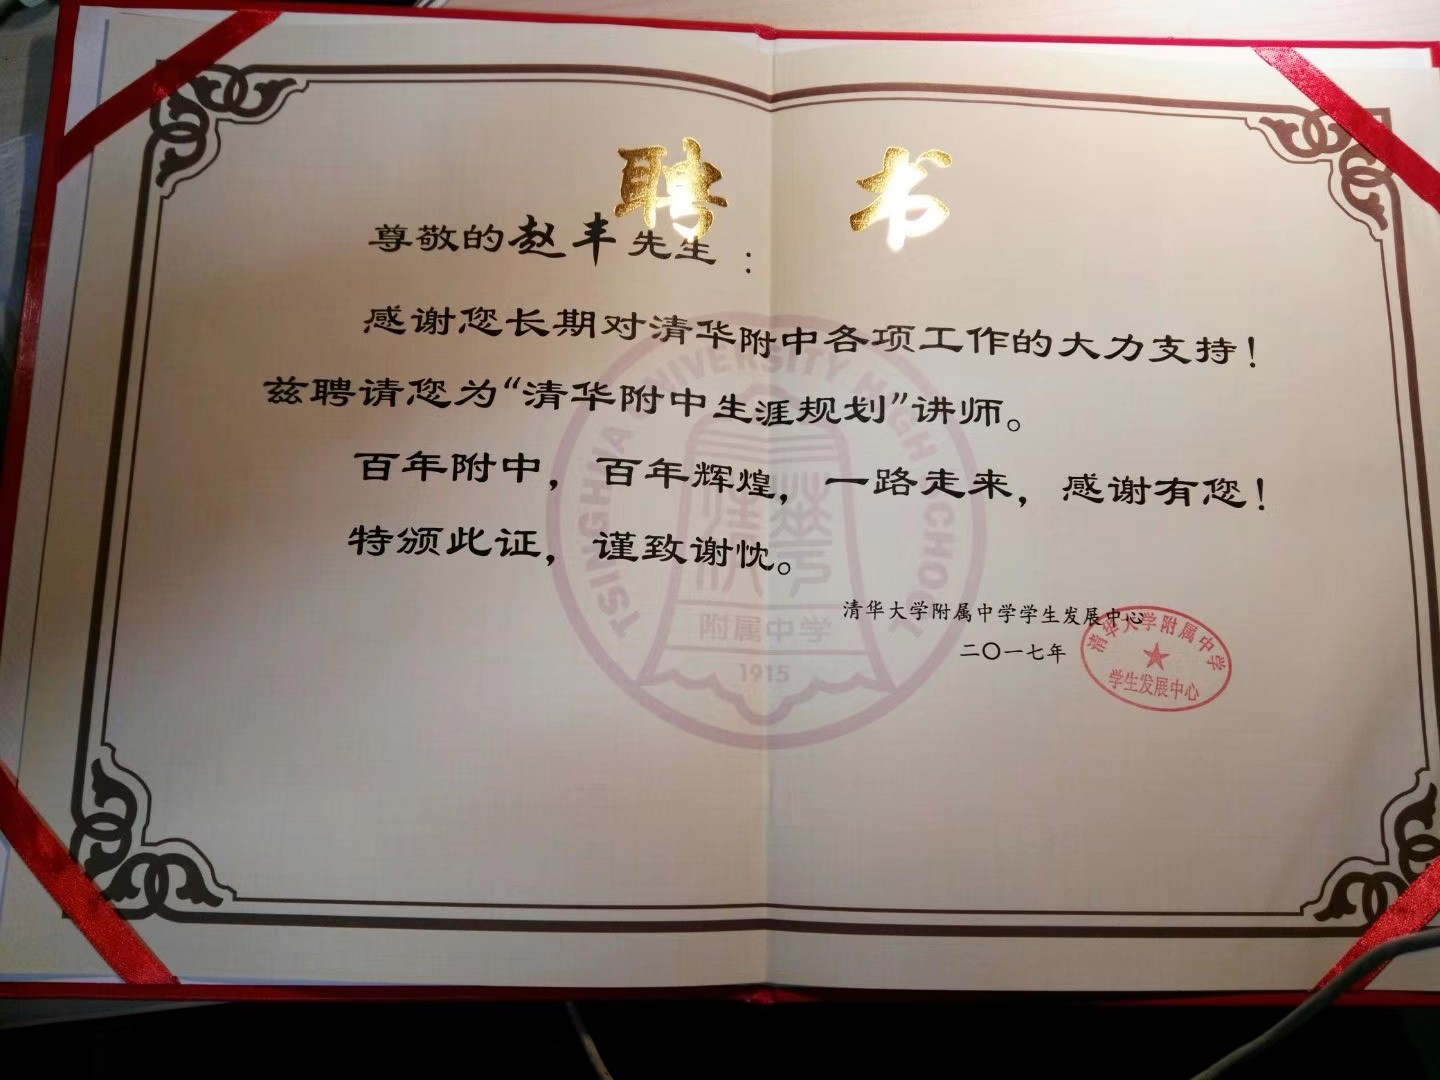 聘 书
尊敬的赵丰先生：
感谢您长期对清华附中各项工作的大力支持！
兹聘请您为“清华附中生涯规划”讲师。
百年附中，百年辉煌，一路走来，感谢有您！
特颁此证，谨致谢忱。
清华大学附属中学学生发展中心
二〇一七年
清华大学附属中学
学生发展中心
TSINGHUA UNIVERSITY HIGH SCHOOL
清华
附属中学
1915